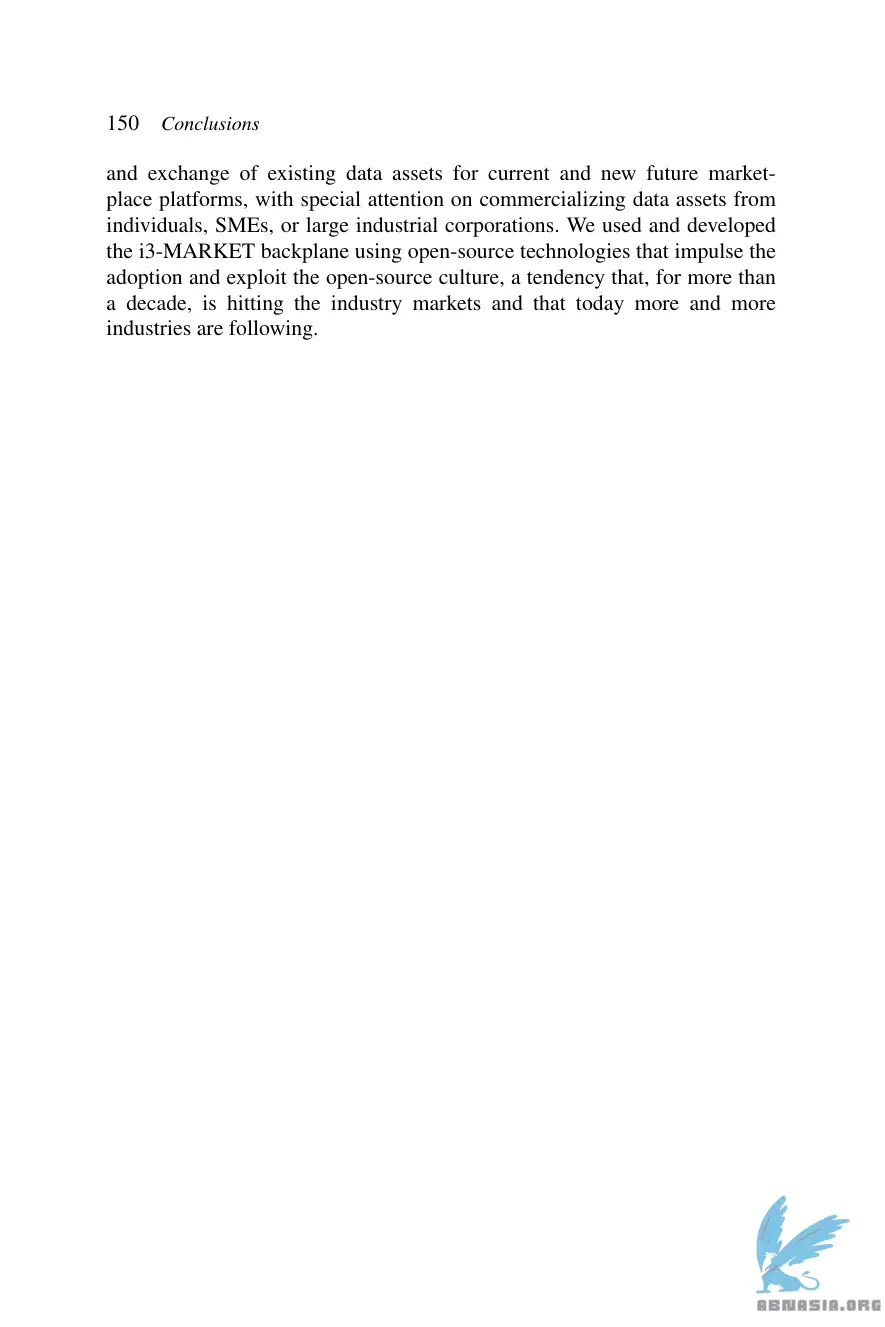 150 Conclusions
and exchange of existing data assets for current and new future market-
place platforms, with special attention on commercializing data assets from
individuals, SMEs, or large industrial corporations. We used and developed
the i3-MARKET backplane using open-source technologies that impulse the
adoption and exploit the open-source culture, a tendency that, for more than
a decade, is hitting the industry markets and that today more and more
industries are following.
ABNASIA.ORG